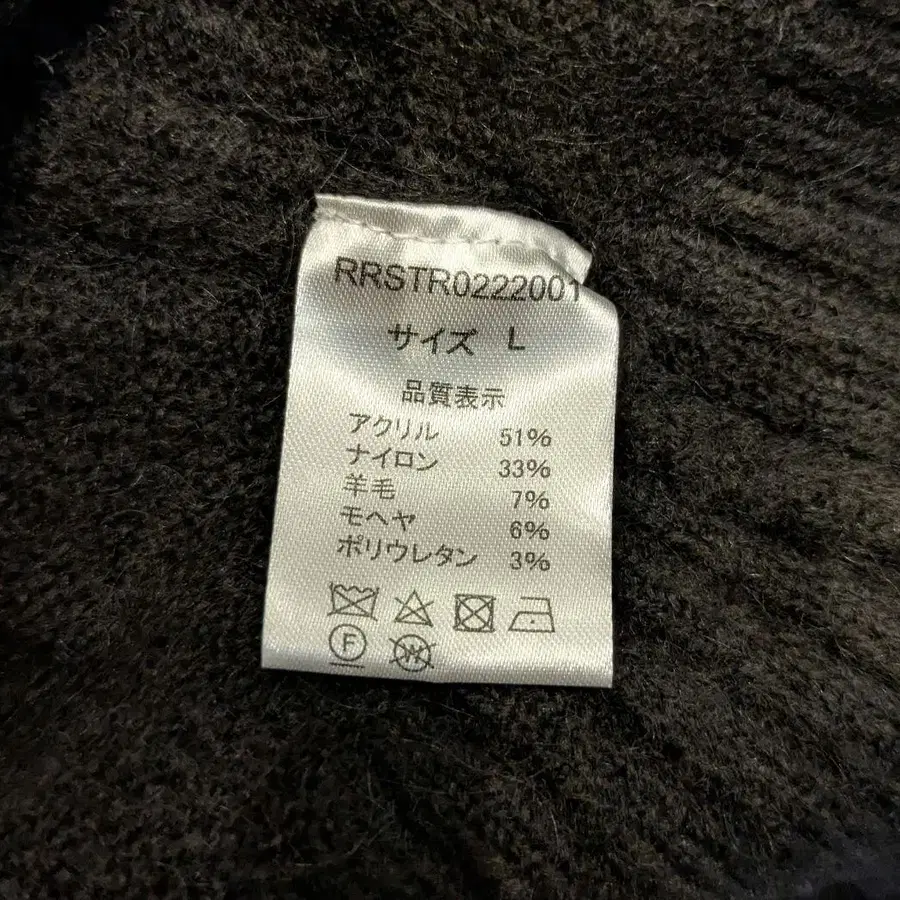 RRSTR0222001
サイズ L
品質表示
アクリル 51%
ナイロン 33%
羊毛 7%
モヘヤ 6%
ポリウレタン 3%
F W